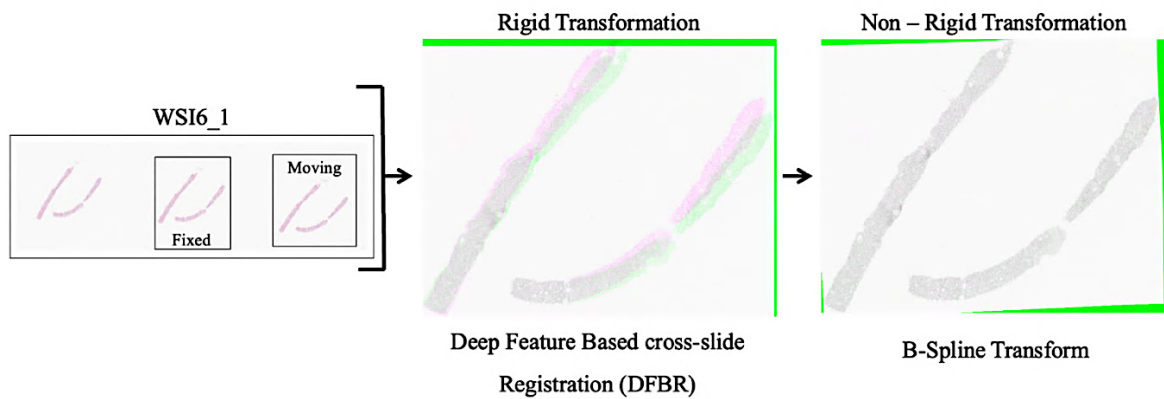 WSI6_1
Fixed
Moving
Rigid Transformation
Deep Feature Based cross-slide
Registration (DFBR)
Non – Rigid Transformation
B-Spline Transform